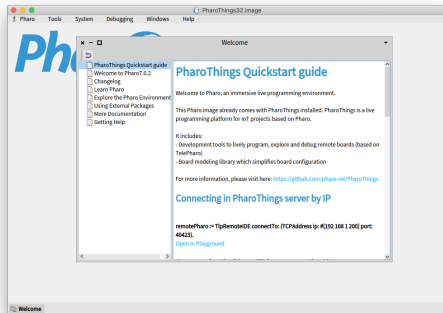 PharoThings32.image
Pharo Tools System Debugging Windows Help
Ph
Welcome
PharoThings Quickstart guide
Welcome to Pharo7.0.2
Changelog
Learn Pharo
Explore the Pharo Environment
Using External Packages
More Documentation
Getting Help
PharoThings Quickstart guide
Welcome to Pharo, an immersive live programming environment.
This Pharo image already comes with PharoThings installed. PharoThings is a live
programming platform for IoT projects based on Pharo.
It includes:
- Development tools to lively program, explore and debug remote boards (based on
TelePharo)
- Board modeling library which simplifies board configuration
For more information, please visit here: https://github.com/pharo-iot/PharoThings
Connecting in PharoThings server by IP
remotePharo := TlpRemoteIDE connectTo: (TCPAddress ip: #[192 168 1 200] port:
40423).
Open in Playground
Welcome